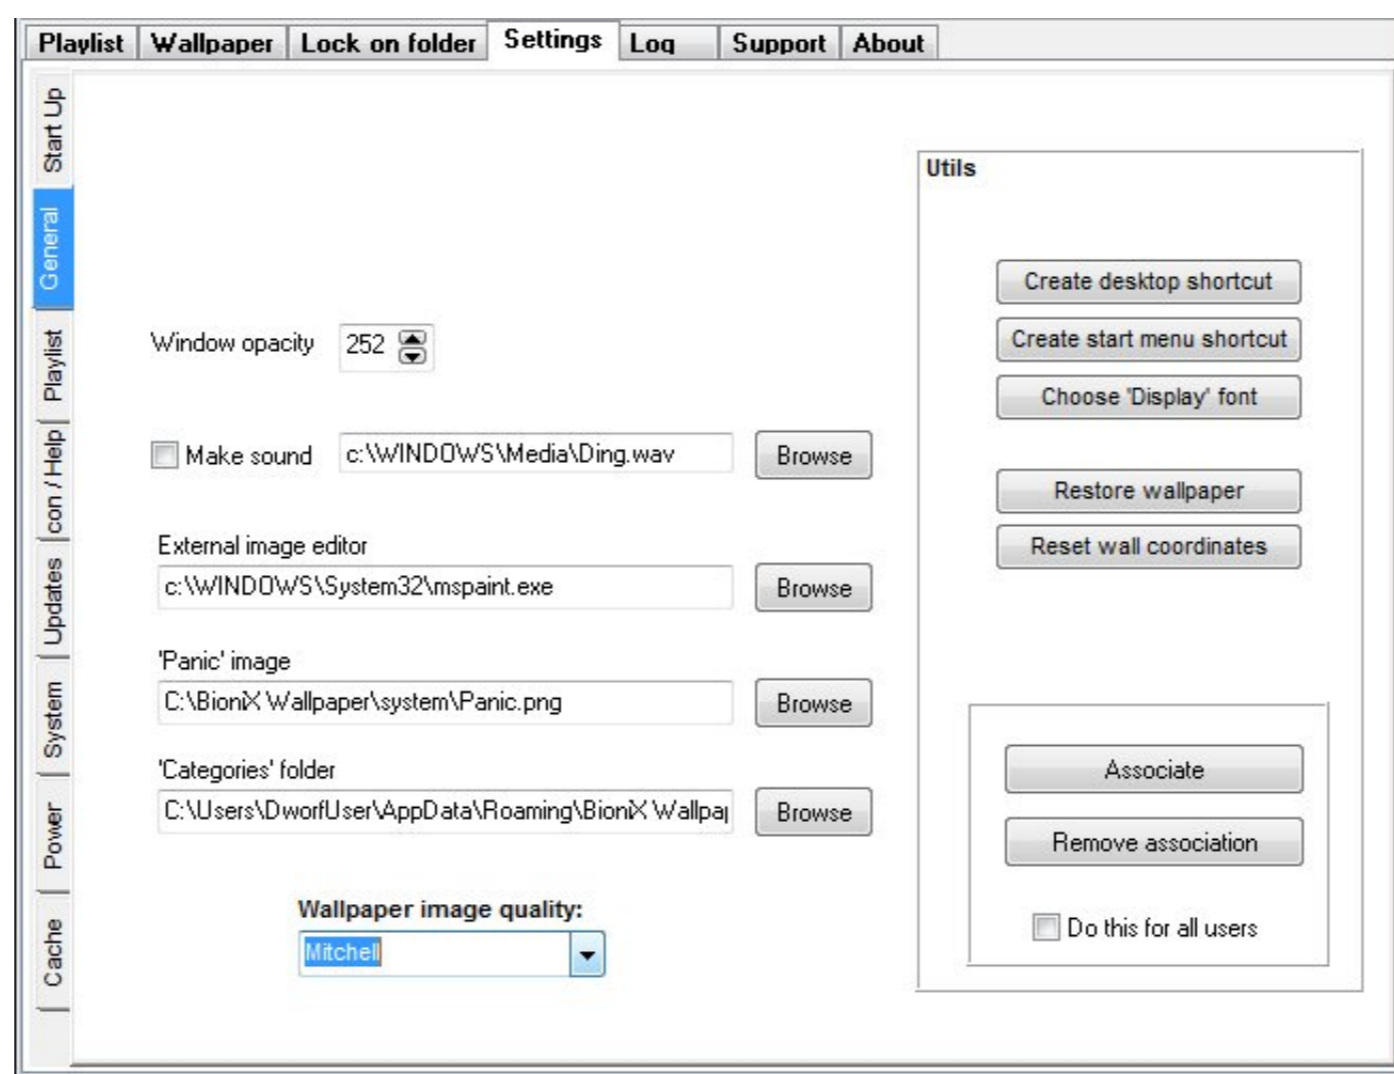 Playlist Wallpaper Lock on folder Settings Log Support About
Start Up
General
Playlist
con / Help
Updates
System
Power
Cache
Window opacity 252
Make sound c:\WINDOWS\Media\Ding.wav Browse
External image editor
c:\WINDOWS\System32\mspaint.exe Browse
'Panic' image
C:\BioniX Wallpaper\system\Panic.png Browse
'Categories' folder
C:\Users\DworfUser\AppData\Roaming\BioniX Wallpa Browse
Wallpaper image quality:
Mitchell
Utils
Create desktop shortcut
Create start menu shortcut
Choose 'Display' font
Restore wallpaper
Reset wall coordinates
Associate
Remove association
Do this for all users